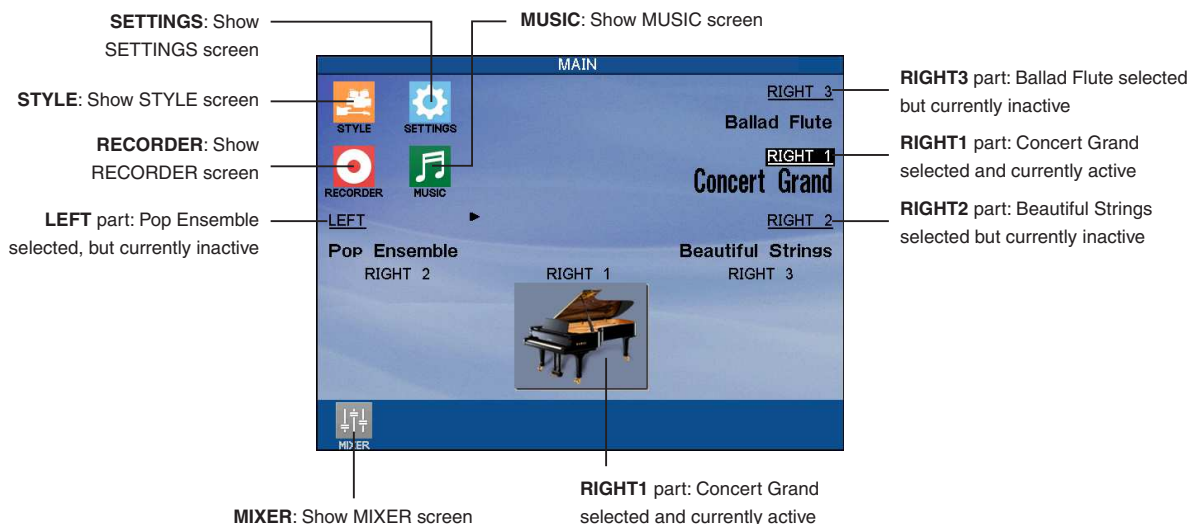 SETTINGS: Show
SETTINGS screen
MUSIC: Show MUSIC screen
STYLE: Show STYLE screen
RECORDER: Show
RECORDER screen
LEFT part: Pop Ensemble
selected, but currently inactive
MAIN
STYLE
SETTINGS
RECORDER
MUSIC
RIGHT 3
Ballad Flute
RIGHT 1
Concert Grand
LEFT
RIGHT 2
Pop Ensemble
Beautiful Strings
RIGHT 2
RIGHT 1
RIGHT 3
MIXER
RIGHT3 part: Ballad Flute selected
but currently inactive
RIGHT1 part: Concert Grand
selected and currently active
RIGHT2 part: Beautiful Strings
selected but currently inactive
MIXER: Show MIXER screen
RIGHT1 part: Concert Grand
selected and currently active